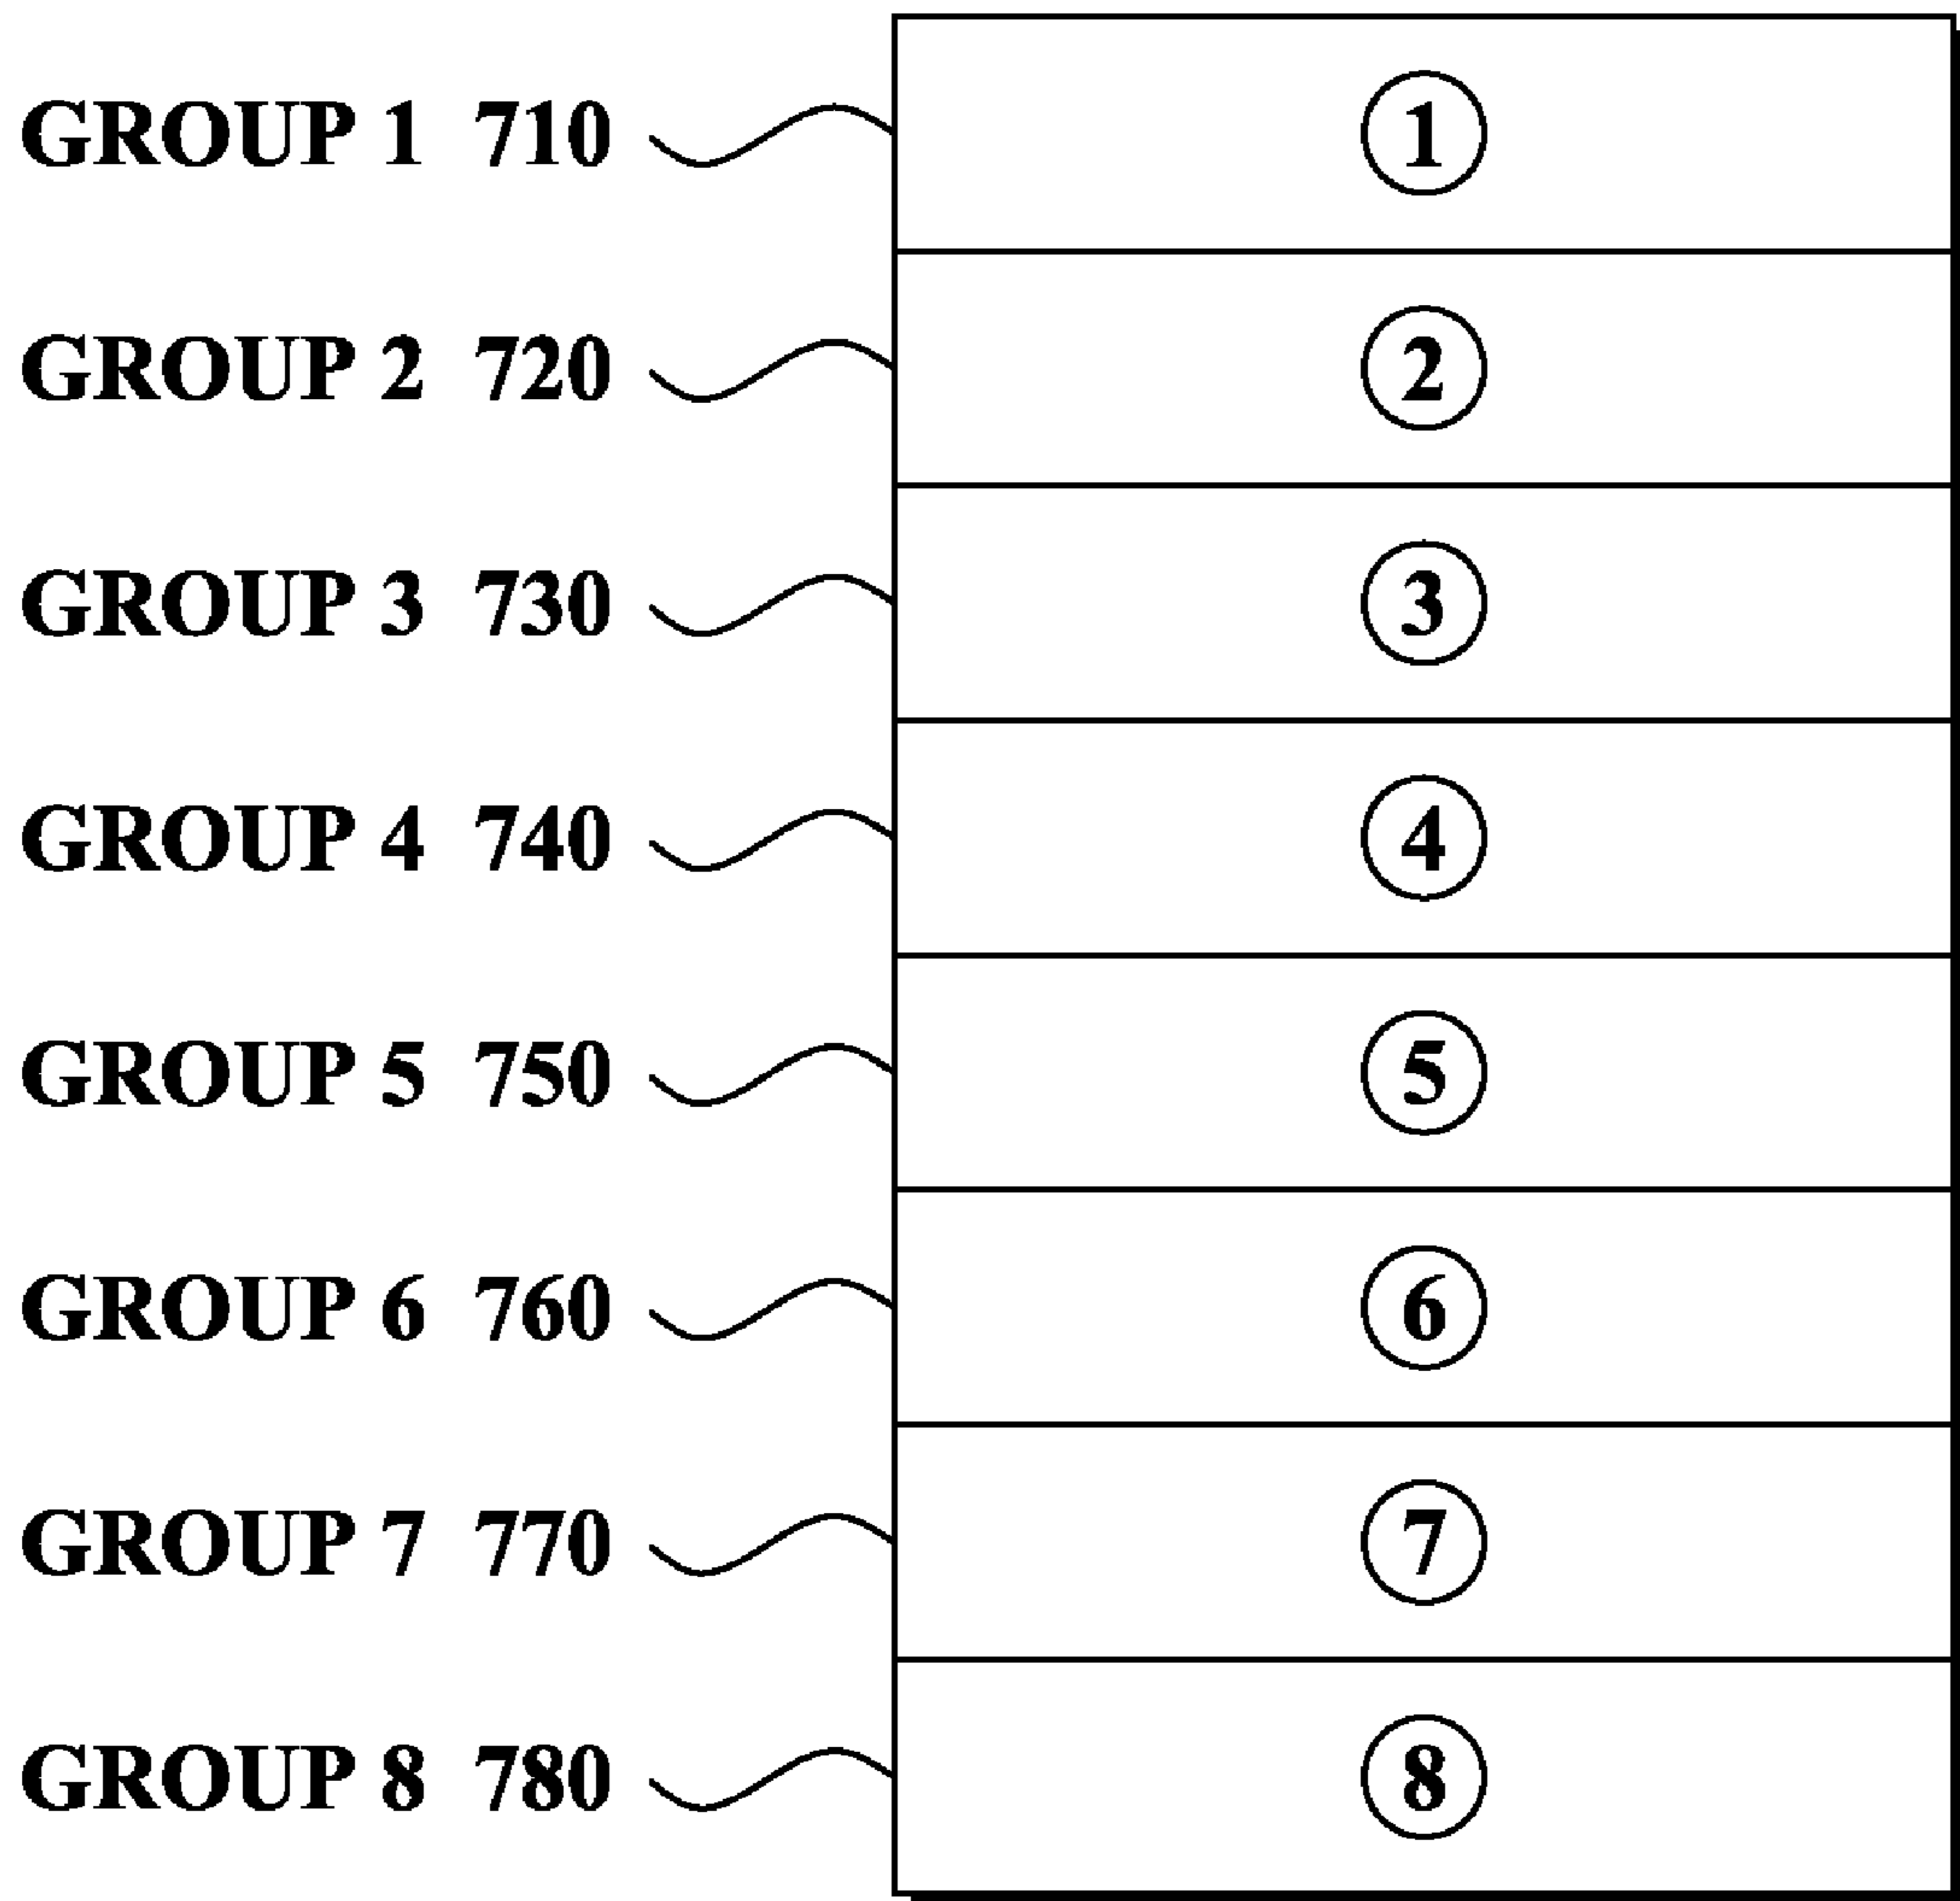 GROUP 1 710 ①
GROUP 2 720 ②
GROUP 3 730 ③
GROUP 4 740 ④
GROUP 5 750 ⑤
GROUP 6 760 ⑥
GROUP 7 770 ⑦
GROUP 8 780 ⑧